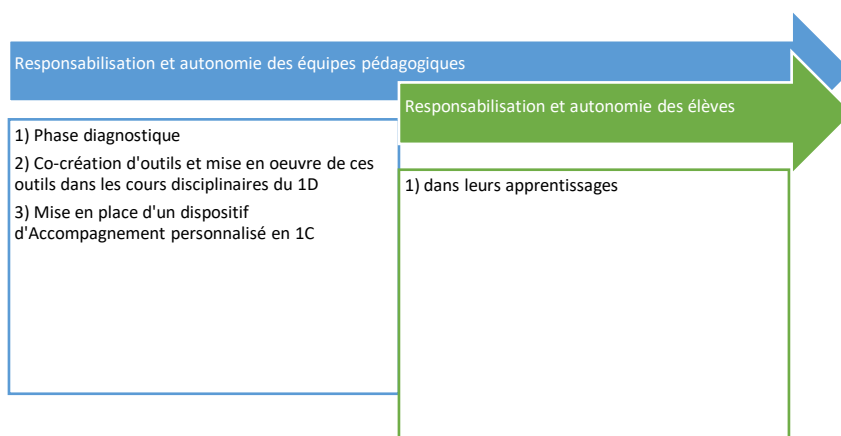 Responsabilisation et autonomie des équipes pédagogiques
Responsabilisation et autonomie des élèves
1) Phase diagnostique
2) Co-création d'outils et mise en oeuvre de ces
outils dans les cours disciplinaires du 1D
3) Mise en place d'un dispositif
d'Accompagnement personnalisé en 1C
1) dans leurs apprentissages